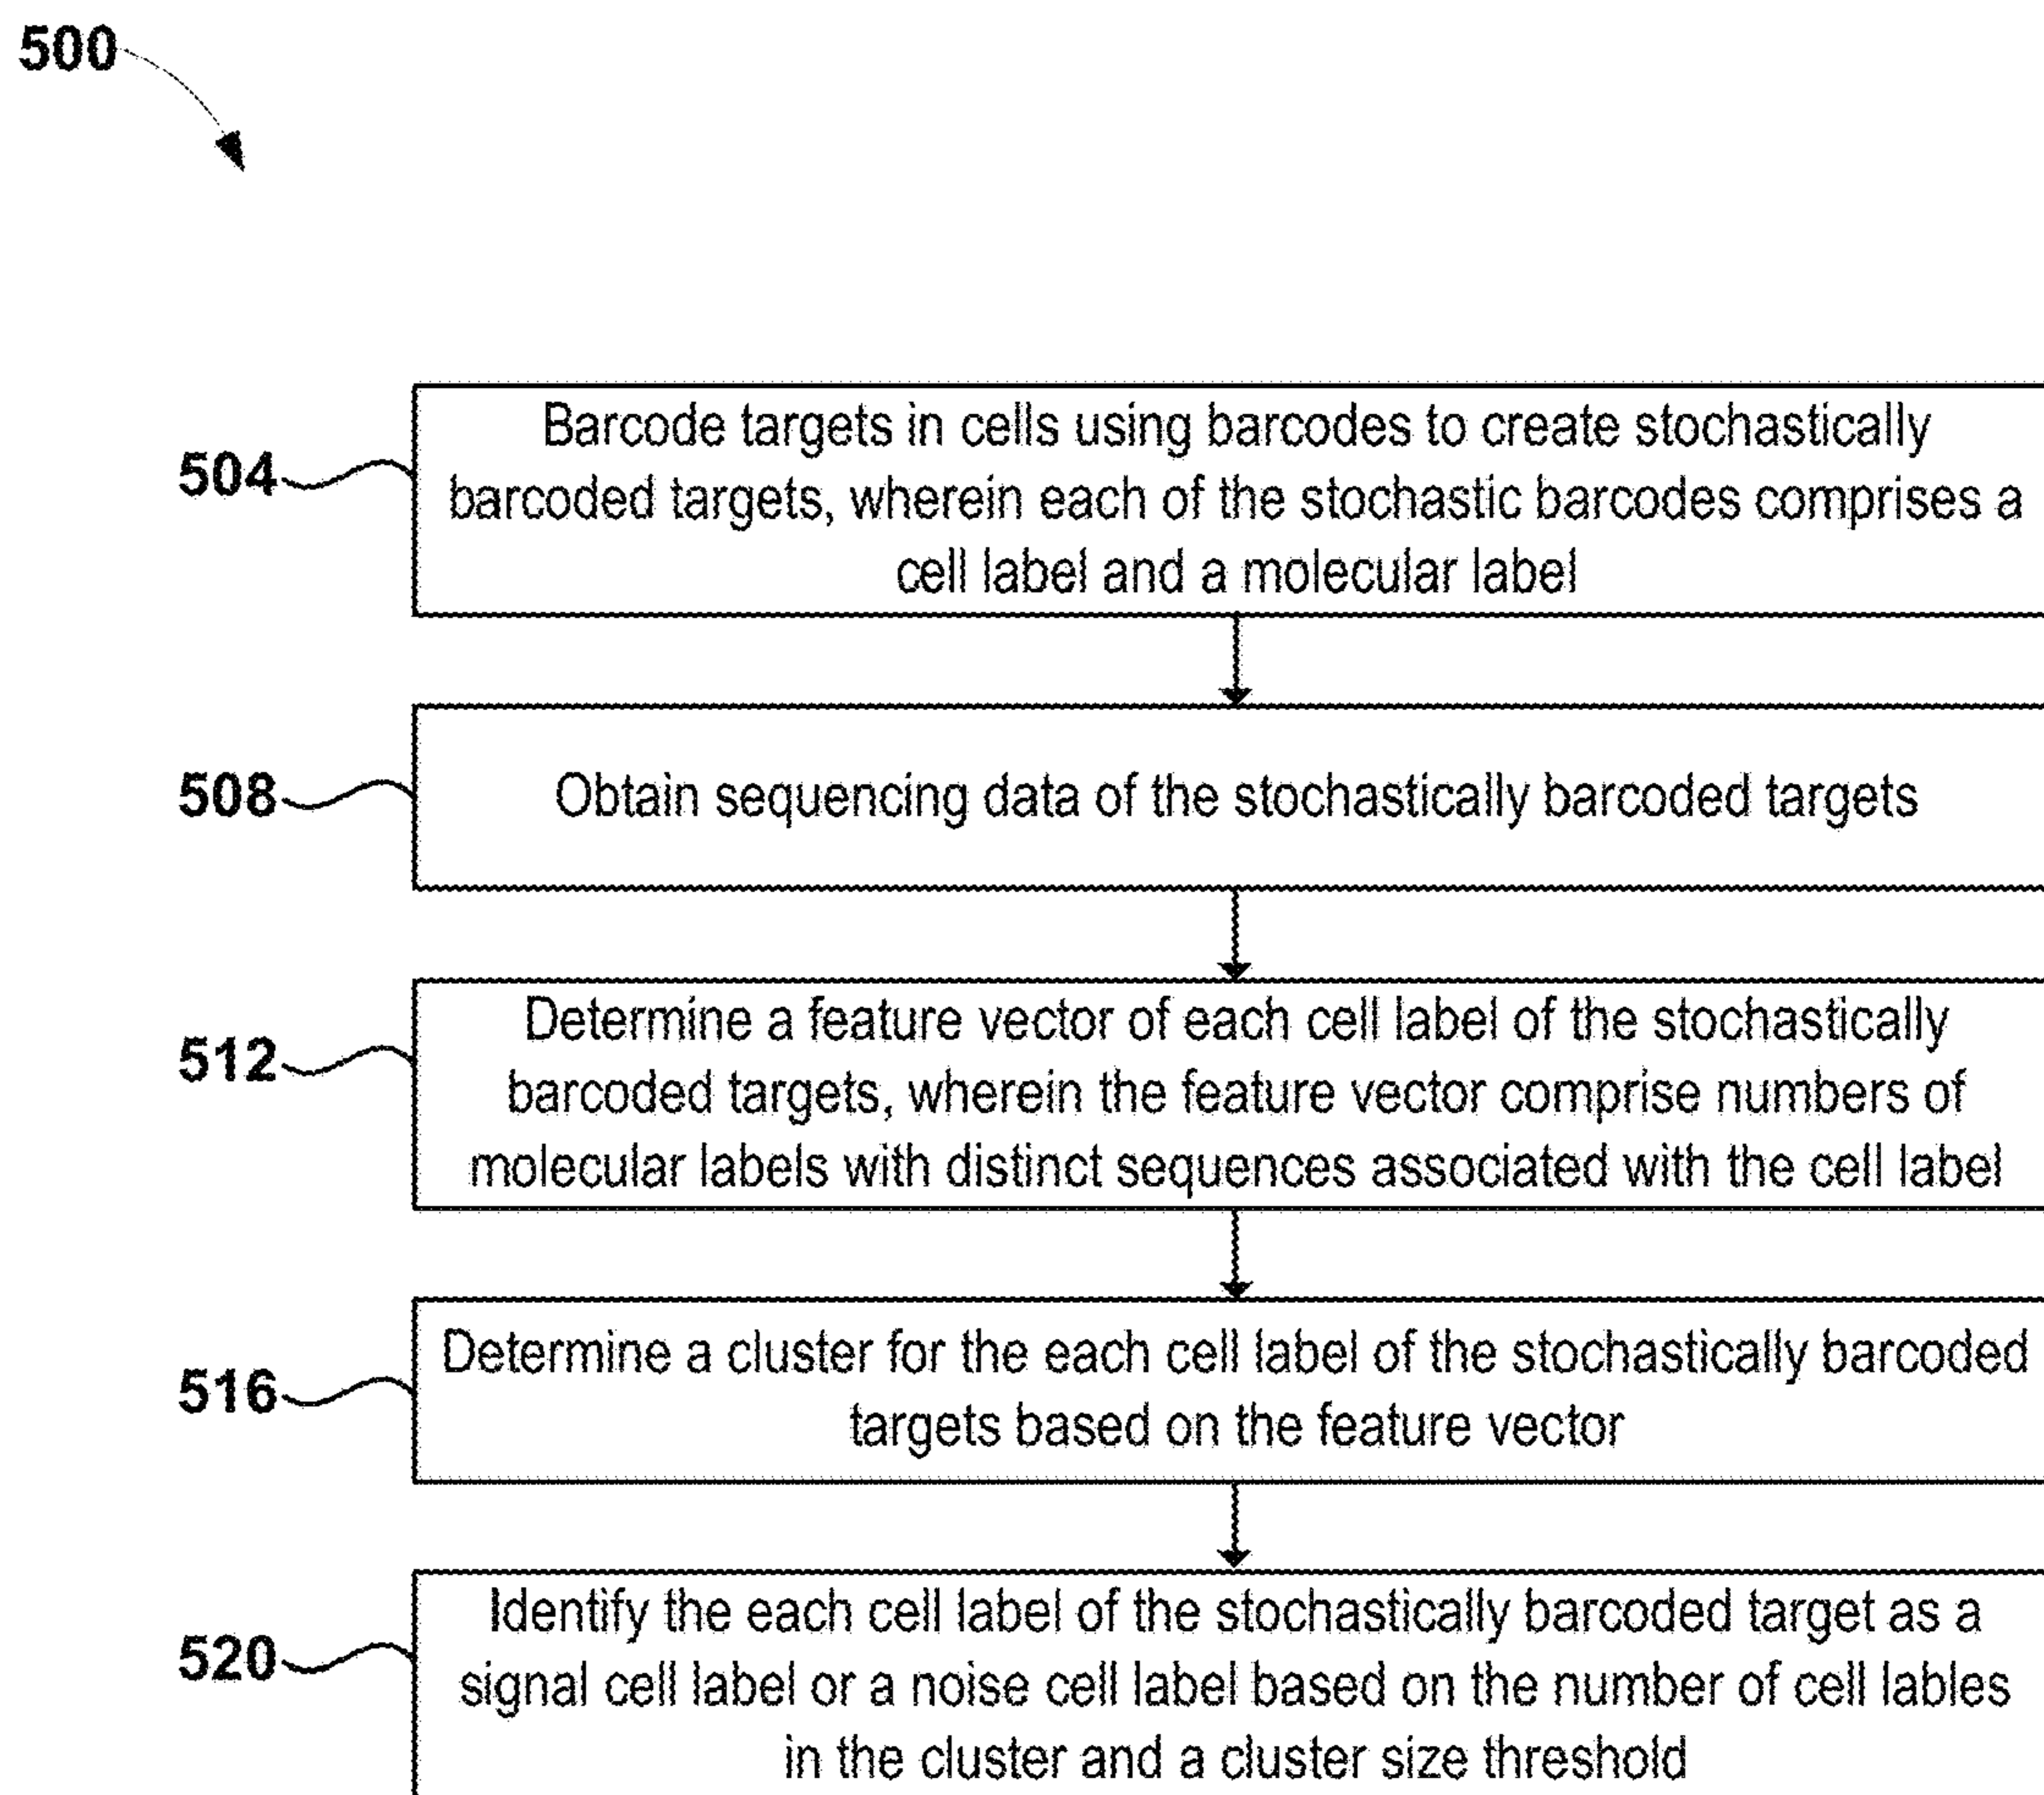 500
504
Barcode targets in cells using barcodes to create stochastically
barcoded targets, wherein each of the stochastic barcodes comprises a
cell label and a molecular label
508
Obtain sequencing data of the stochastically barcoded targets
512
Determine a feature vector of each cell label of the stochastically
barcoded targets, wherein the feature vector comprise numbers of
molecular labels with distinct sequences associated with the cell label
516
Determine a cluster for the each cell label of the stochastically barcoded
targets based on the feature vector
520
Identify the each cell label of the stochastically barcoded target as a
signal cell label or a noise cell label based on the number of cell lables
in the cluster and a cluster size threshold